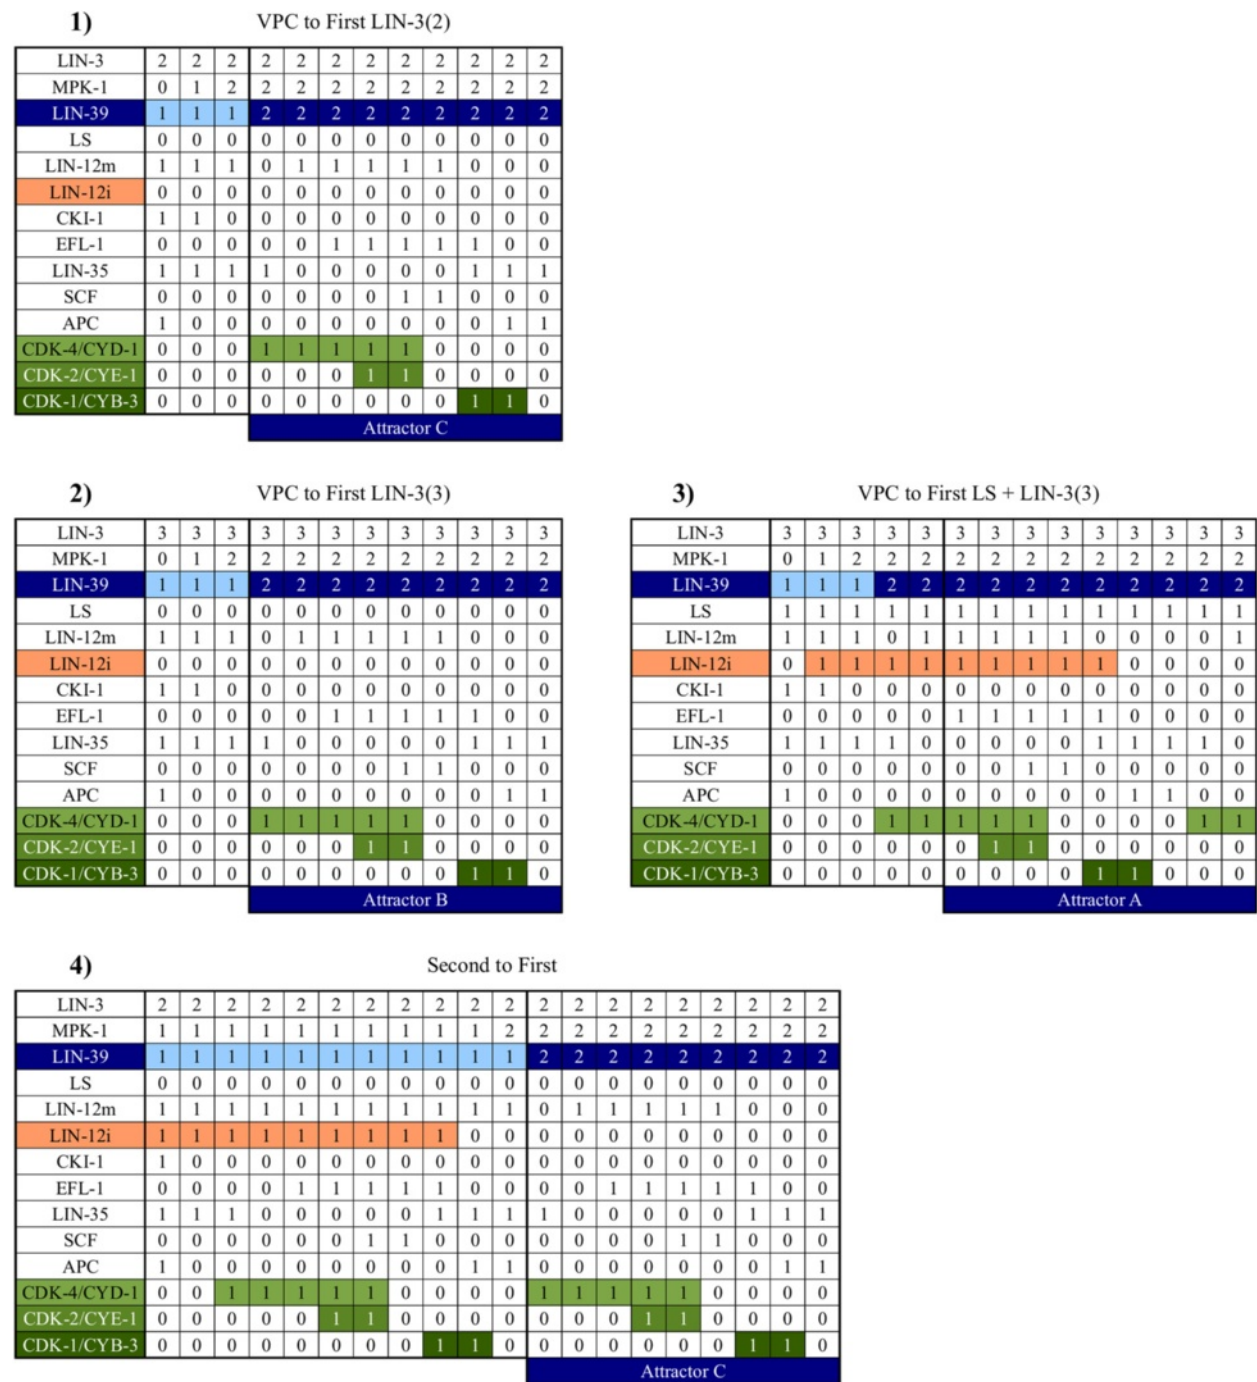 1) VPC to First LIN-3(2)
LIN-3 2 2 2 2 2 2 2 2 2 2 2 2
MPK-1 0 1 2 2 2 2 2 2 2 2 2 2
LIN-39 1 1 1 2 2 2 2 2 2 2 2 2
LS 0 0 0 0 0 0 0 0 0 0 0 0
LIN-12m 1 1 1 0 1 1 1 1 1 0 0 0
LIN-12i 0 0 0 0 0 0 0 0 0 0 0 0
CKI-1 1 1 0 0 0 0 0 0 0 0 0 0
EFL-1 0 0 0 0 0 1 1 1 1 1 0 0
LIN-35 1 1 1 1 0 0 0 0 0 1 1 1
SCF 0 0 0 0 0 0 0 1 1 0 0 0
APC 1 0 0 0 0 0 0 0 0 0 1 1
CDK-4/CYD-1 0 0 0 1 1 1 1 1 0 0 0 0
CDK-2/CYE-1 0 0 0 0 0 0 1 1 0 0 0 0
CDK-1/CYB-3 0 0 0 0 0 0 0 0 0 1 1 0
Attractor C
2) VPC to First LIN-3(3)
LIN-3 3 3 3 3 3 3 3 3 3 3 3 3
MPK-1 0 1 2 2 2 2 2 2 2 2 2 2
LIN-39 1 1 1 2 2 2 2 2 2 2 2 2
LS 0 0 0 0 0 0 0 0 0 0 0 0
LIN-12m 1 1 1 0 1 1 1 1 1 0 0 0
LIN-12i 0 0 0 0 0 0 0 0 0 0 0 0
CKI-1 1 1 0 0 0 0 0 0 0 0 0 0
EFL-1 0 0 0 0 0 1 1 1 1 1 0 0
LIN-35 1 1 1 1 0 0 0 0 0 1 1 1
SCF 0 0 0 0 0 0 0 1 1 0 0 0
APC 1 0 0 0 0 0 0 0 0 0 1 1
CDK-4/CYD-1 0 0 0 1 1 1 1 1 0 0 0 0
CDK-2/CYE-1 0 0 0 0 0 0 1 1 0 0 0 0
CDK-1/CYB-3 0 0 0 0 0 0 0 0 0 1 1 0
Attractor B
3) VPC to First LS + LIN-3(3)
LIN-3 3 3 3 3 3 3 3 3 3 3 3 3 3 3
MPK-1 0 1 2 2 2 2 2 2 2 2 2 2 2 2
LIN-39 1 1 1 2 2 2 2 2 2 2 2 2 2 2
LS 1 1 1 1 1 1 1 1 1 1 1 1 1 1
LIN-12m 1 1 1 0 1 1 1 1 1 0 0 0 0 1
LIN-12i 0 1 1 1 1 1 1 1 1 1 0 0 0 0
CKI-1 1 1 0 0 0 0 0 0 0 0 0 0 0 0
EFL-1 0 0 0 0 0 1 1 1 1 1 0 0 0 0
LIN-35 1 1 1 1 0 0 0 0 0 1 1 1 1 0
SCF 0 0 0 0 0 0 0 1 1 0 0 0 0 0
APC 1 0 0 0 0 0 0 0 0 0 1 1 0 0
CDK-4/CYD-1 0 0 0 1 1 1 1 1 0 0 0 0 1 1
CDK-2/CYE-1 0 0 0 0 0 0 1 1 0 0 0 0 0 0
CDK-1/CYB-3 0 0 0 0 0 0 0 0 0 1 1 0 0 0
Attractor A
4) Second to First
LIN-3 2 2 2 2 2 2 2 2 2 2 2 2 2 2 2 2 2 2 2 2
MPK-1 1 1 1 1 1 1 1 1 1 1 2 2 2 2 2 2 2 2 2 2
LIN-39 1 1 1 1 1 1 1 1 1 1 1 2 2 2 2 2 2 2 2 2
LS 0 0 0 0 0 0 0 0 0 0 0 0 0 0 0 0 0 0 0 0
LIN-12m 1 1 1 1 1 1 1 1 1 1 1 0 1 1 1 1 1 0 0 0
LIN-12i 1 1 1 1 1 1 1 1 1 0 0 0 0 0 0 0 0 0 0 0
CKI-1 1 0 0 0 0 0 0 0 0 0 0 0 0 0 0 0 0 0 0 0
EFL-1 0 0 0 0 1 1 1 1 1 0 0 0 0 1 1 1 1 1 0 0
LIN-35 1 1 1 0 0 0 0 0 1 1 1 1 0 0 0 0 0 1 1 1
SCF 0 0 0 0 0 0 1 1 0 0 0 0 0 0 0 1 1 0 0 0
APC 1 0 0 0 0 0 0 0 0 1 1 0 0 0 0 0 0 0 1 1
CDK-4/CYD-1 0 0 1 1 1 1 1 0 0 0 0 1 1 1 1 1 0 0 0 0
CDK-2/CYE-1 0 0 0 0 0 1 1 0 0 0 0 0 0 0 1 1 0 0 0 0
CDK-1/CYB-3 0 0 0 0 0 0 0 0 1 1 0 0 0 0 0 0 0 1 1 0
Attractor C